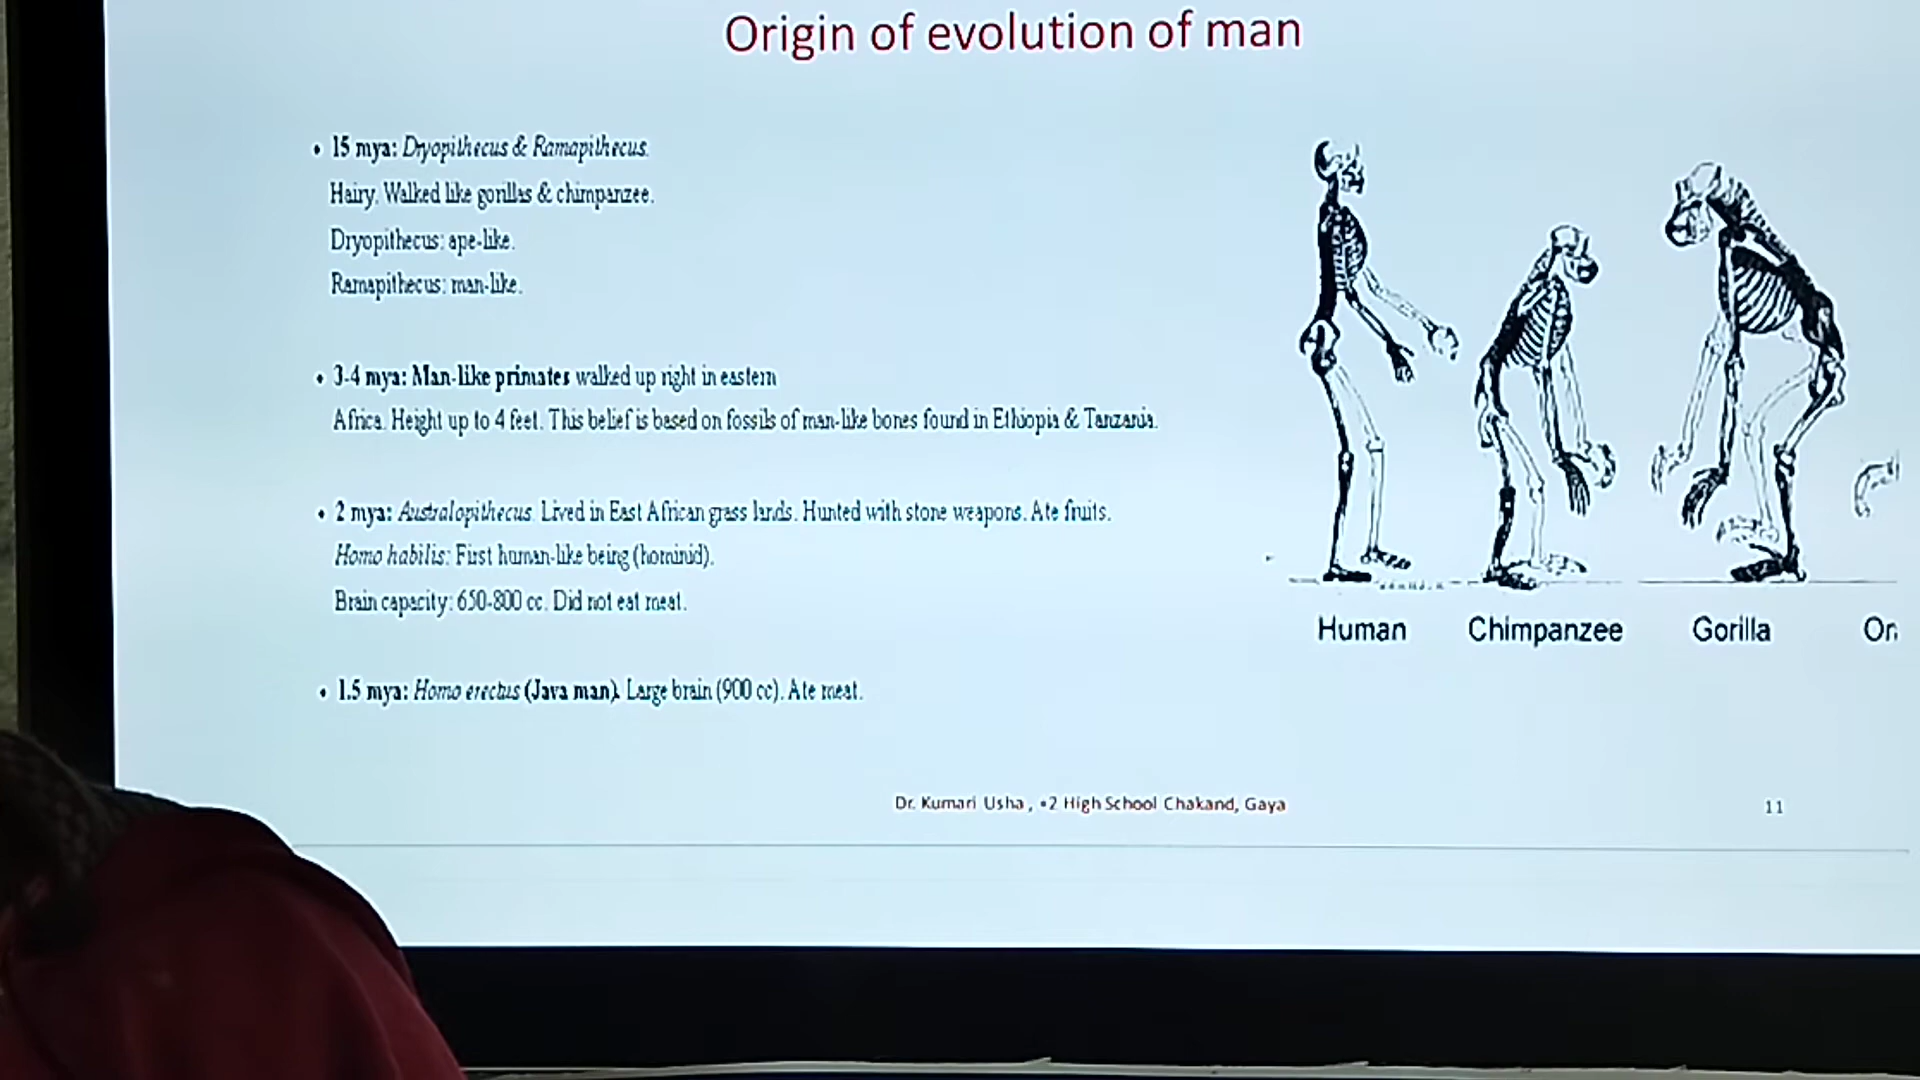 Origin of evolution of man
• 15 mya: Dryopithecus & Ramapithecus.
Hairy. Walked like gorillas & chimpanzee.
Dryopithecus: ape-like.
Ramapithecus: man-like.
• 3-4 mya: Man-like primates walked up right in eastern
Africa. Height up to 4 feet. This belief is based on fossils of man-like bones found in Ethiopia & Tanzania.
• 2 mya: Australopithecus. Lived in East African grass lands. Hunted with stone weapons. Ate fruits.
Homo habilis: First human-like being (hominid).
Brain capacity: 650-800 cc. Did not eat meat.
• 1.5 mya: Homo erectus (Java man). Large brain (900 cc). Ate meat.
Human Chimpanzee Gorilla
Dr. Kumari Usha , +2 High School Chakand, Gaya 11